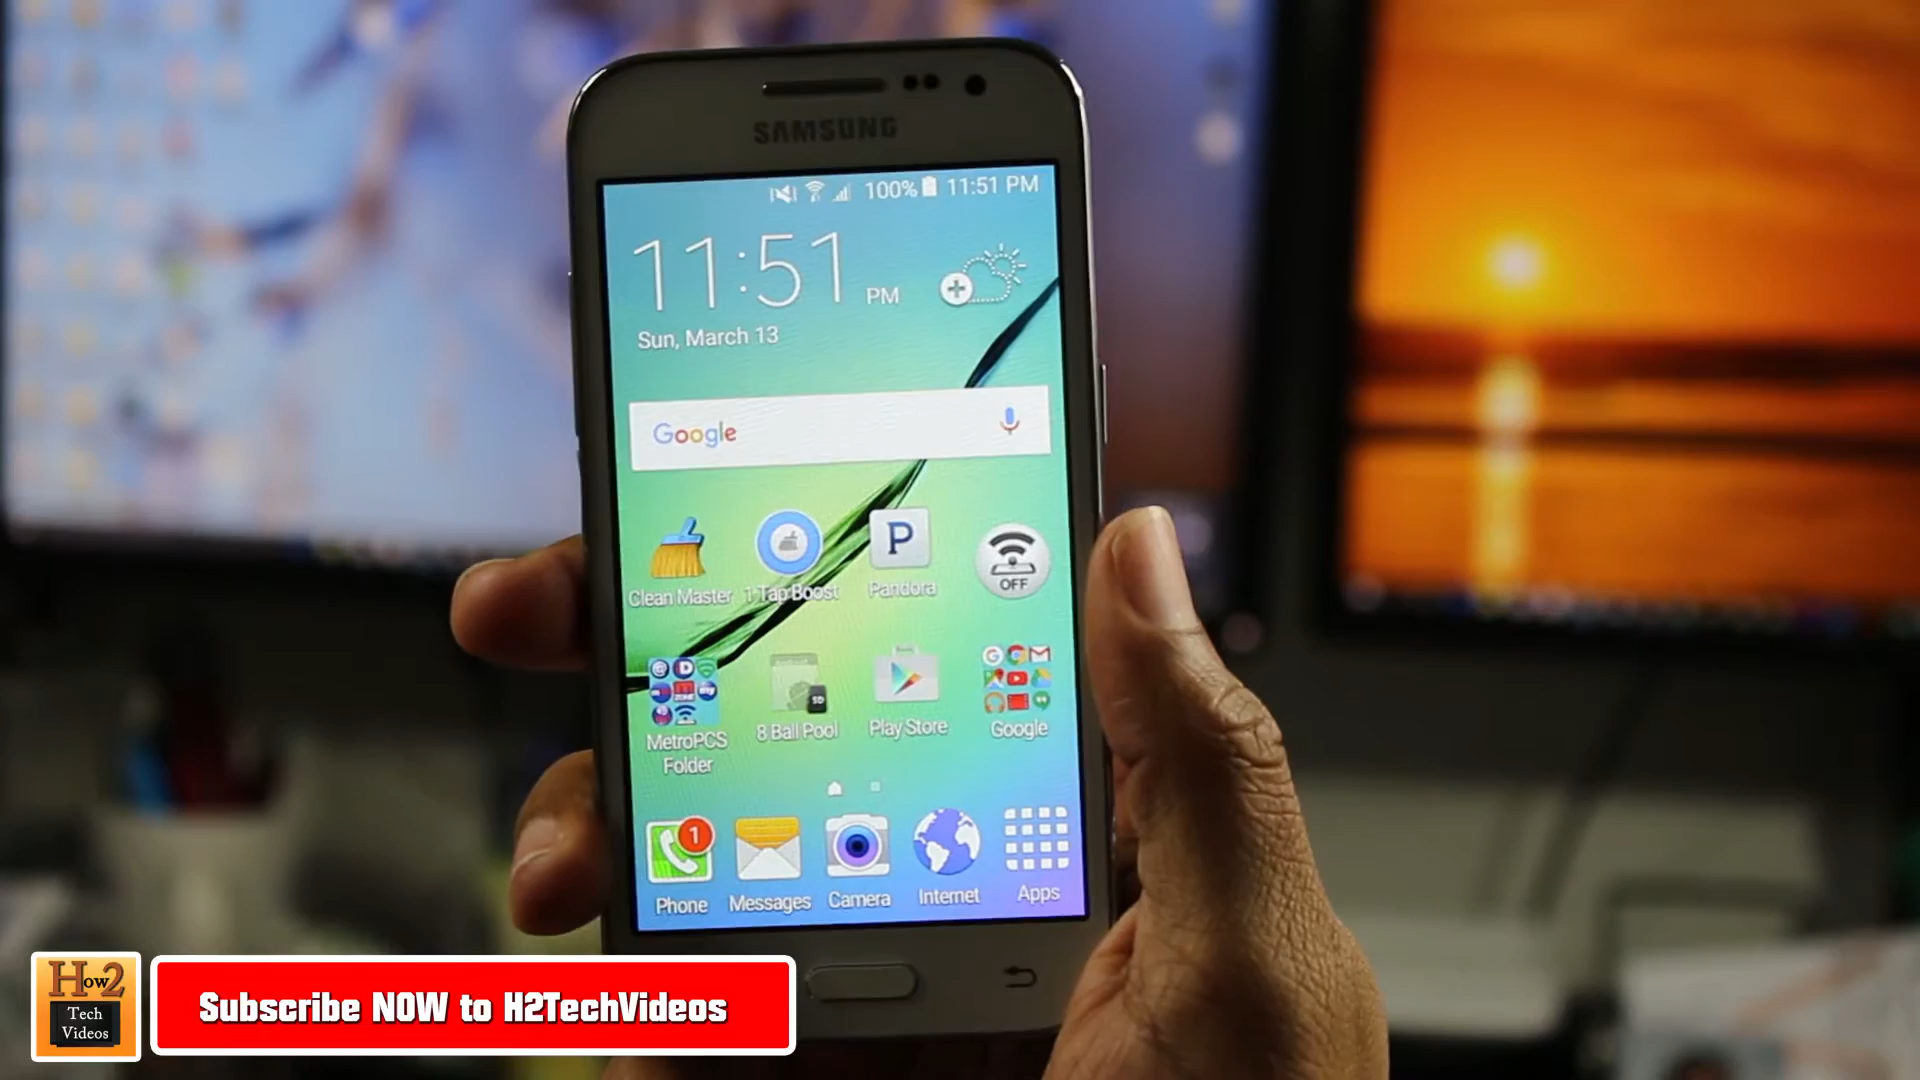 SAMSUNG
100% 11:51 PM
11:51 PM
Sun, March 13
Google
Clean Master 1 Tap Boost Pandora OFF
P
SD
MetroPCS Folder
8 Ball Pool Play Store Google
1
Phone Messages Camera Internet Apps
How2
Tech
Videos
Subscribe NOW to H2TechVideos